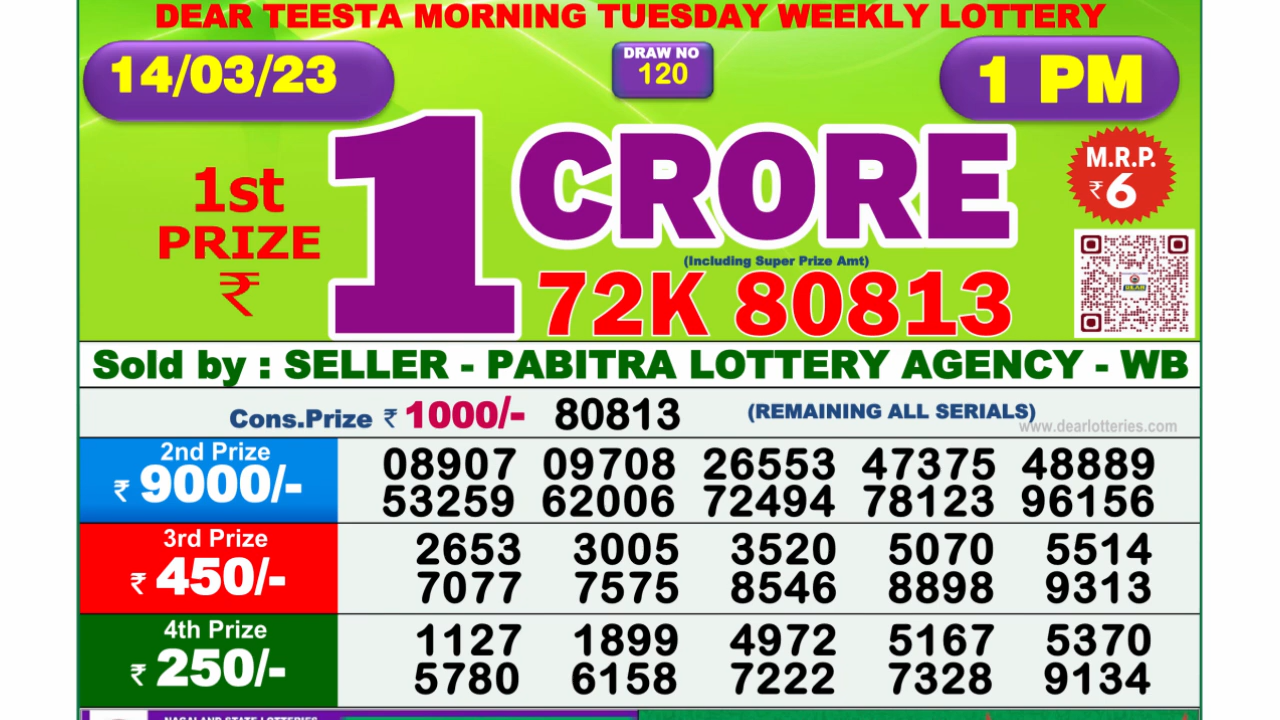 DEAR TEESTA MORNING TUESDAY WEEKLY LOTTERY
14/03/23
DRAW NO
120
1 PM
1st
PRIZE
₹
1 CRORE
(Including Super Prize Amt)
72K 80813
M.R.P.
₹6
Sold by : SELLER - PABITRA LOTTERY AGENCY - WB
Cons.Prize ₹ 1000/- 80813 (REMAINING ALL SERIALS)
www.dearlotteries.com
2nd Prize
₹ 9000/-
08907 09708 26553 47375 48889
53259 62006 72494 78123 96156
3rd Prize
₹ 450/-
2653 3005 3520 5070 5514
7077 7575 8546 8898 9313
4th Prize
₹ 250/-
1127 1899 4972 5167 5370
5780 6158 7222 7328 9134
NAGALAND STATE LOTTERIES